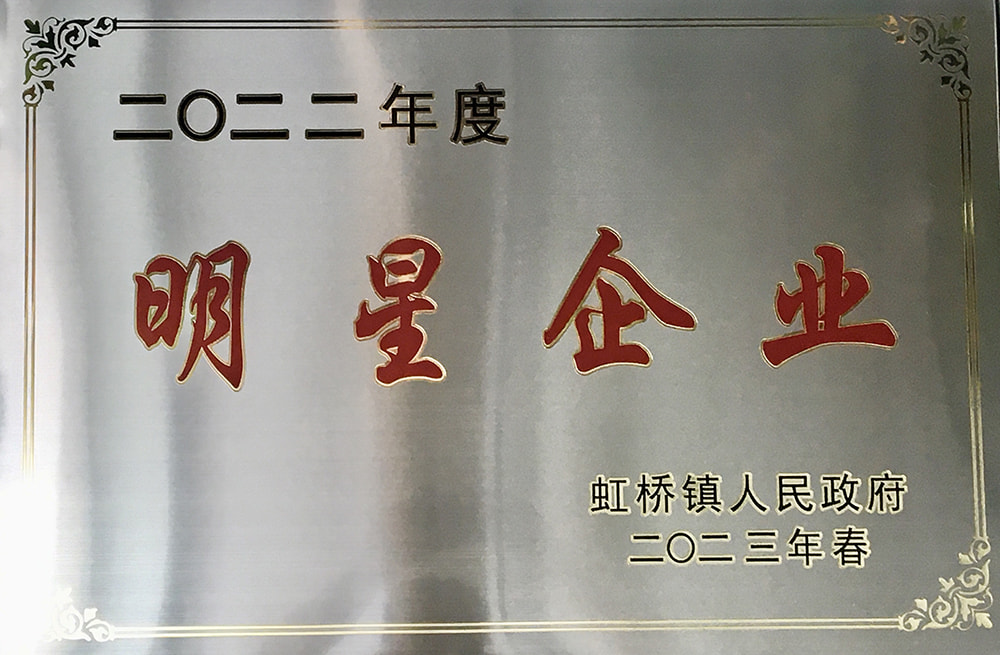 二〇二二年度
明星企业
虹桥镇人民政府
二〇二三年春